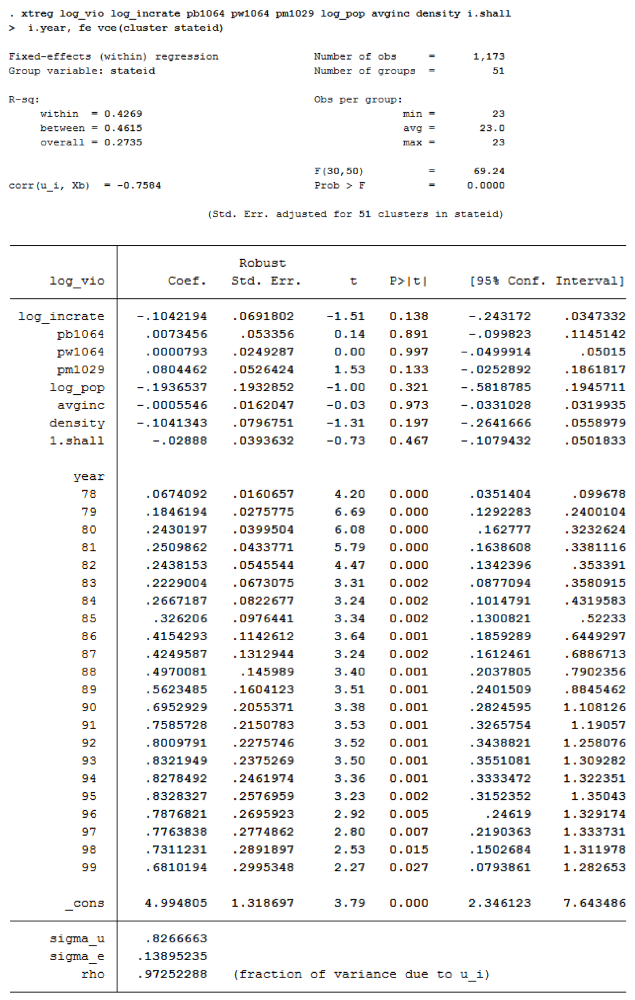 . xtreg log_vio log_incrate pb1064 pw1064 pm1029 log_pop avginc density i.shall
> i.year, fe vce(cluster stateid)
Fixed-effects (within) regression Number of obs = 1,173
Group variable: stateid Number of groups = 51
R-sq: Obs per group:
within = 0.4269 min = 23
between = 0.4615 avg = 23.0
overall = 0.2735 max = 23
F(30,50) = 69.24
corr(u_i, Xb) = -0.7584 Prob > F = 0.0000
(Std. Err. adjusted for 51 clusters in stateid)
Robust
log_vio Coef. Std. Err. t P>|t| [95% Conf. Interval]
log_incrate -.1042194 .0691802 -1.51 0.138 -.243172 .0347332
pb1064 .0073456 .053356 0.14 0.891 -.099823 .1145142
pw1064 .0000793 .0249287 0.00 0.997 -.0499914 .05015
pm1029 .0804462 .0526424 1.53 0.133 -.0252892 .1861817
log_pop -.1936537 .1932852 -1.00 0.321 -.5818785 .1945711
avginc -.0005546 .0162047 -0.03 0.973 -.0331028 .0319935
density -.1041343 .0796751 -1.31 0.197 -.2641666 .0558979
1.shall -.02888 .0393632 -0.73 0.467 -.1079432 .0501833
year
78 .0674092 .0160657 4.20 0.000 .0351404 .099678
79 .1846194 .0275775 6.69 0.000 .1292283 .2400104
80 .2430197 .0399504 6.08 0.000 .162777 .3232624
81 .2509862 .0433771 5.79 0.000 .1638608 .3381116
82 .2438153 .0545544 4.47 0.000 .1342396 .353391
83 .2229004 .0673075 3.31 0.002 .0877094 .3580915
84 .2667187 .0822677 3.24 0.002 .1014791 .4319583
85 .326206 .0976441 3.34 0.002 .1300821 .52233
86 .4154293 .1142612 3.64 0.001 .1859289 .6449297
87 .4249587 .1312944 3.24 0.002 .1612461 .6886713
88 .4970081 .145989 3.40 0.001 .2037805 .7902356
89 .5623485 .1604123 3.51 0.001 .2401509 .8845462
90 .6952929 .2055371 3.38 0.001 .2824595 1.108126
91 .7585728 .2150783 3.53 0.001 .3265754 1.19057
92 .8009791 .2275746 3.52 0.001 .3438821 1.258076
93 .8321949 .2375269 3.50 0.001 .3551081 1.309282
94 .8278492 .2461974 3.36 0.001 .3333472 1.322351
95 .8328327 .2576959 3.23 0.002 .3152352 1.35043
96 .7876821 .2695923 2.92 0.005 .24619 1.329174
97 .7763838 .2774862 2.80 0.007 .2190363 1.333731
98 .7311231 .2891897 2.53 0.015 .1502684 1.311978
99 .6810194 .2995348 2.27 0.027 .0793861 1.282653
_cons 4.994805 1.318697 3.79 0.000 2.346123 7.643486
sigma_u .8266663
sigma_e .13895235
rho .97252288 (fraction of variance due to u_i)